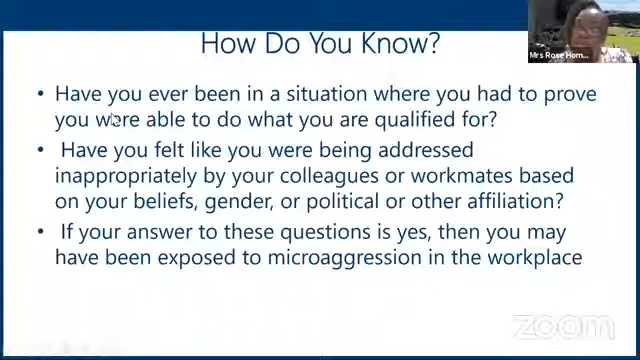 How Do You Know?
Mrs Rose Hom...
• Have you ever been in a situation where you had to prove
you were able to do what you are qualified for?
• Have you felt like you were being addressed
inappropriately by your colleagues or workmates based
on your beliefs, gender, or political or other affiliation?
• If your answer to these questions is yes, then you may
have been exposed to microaggression in the workplace
zoom